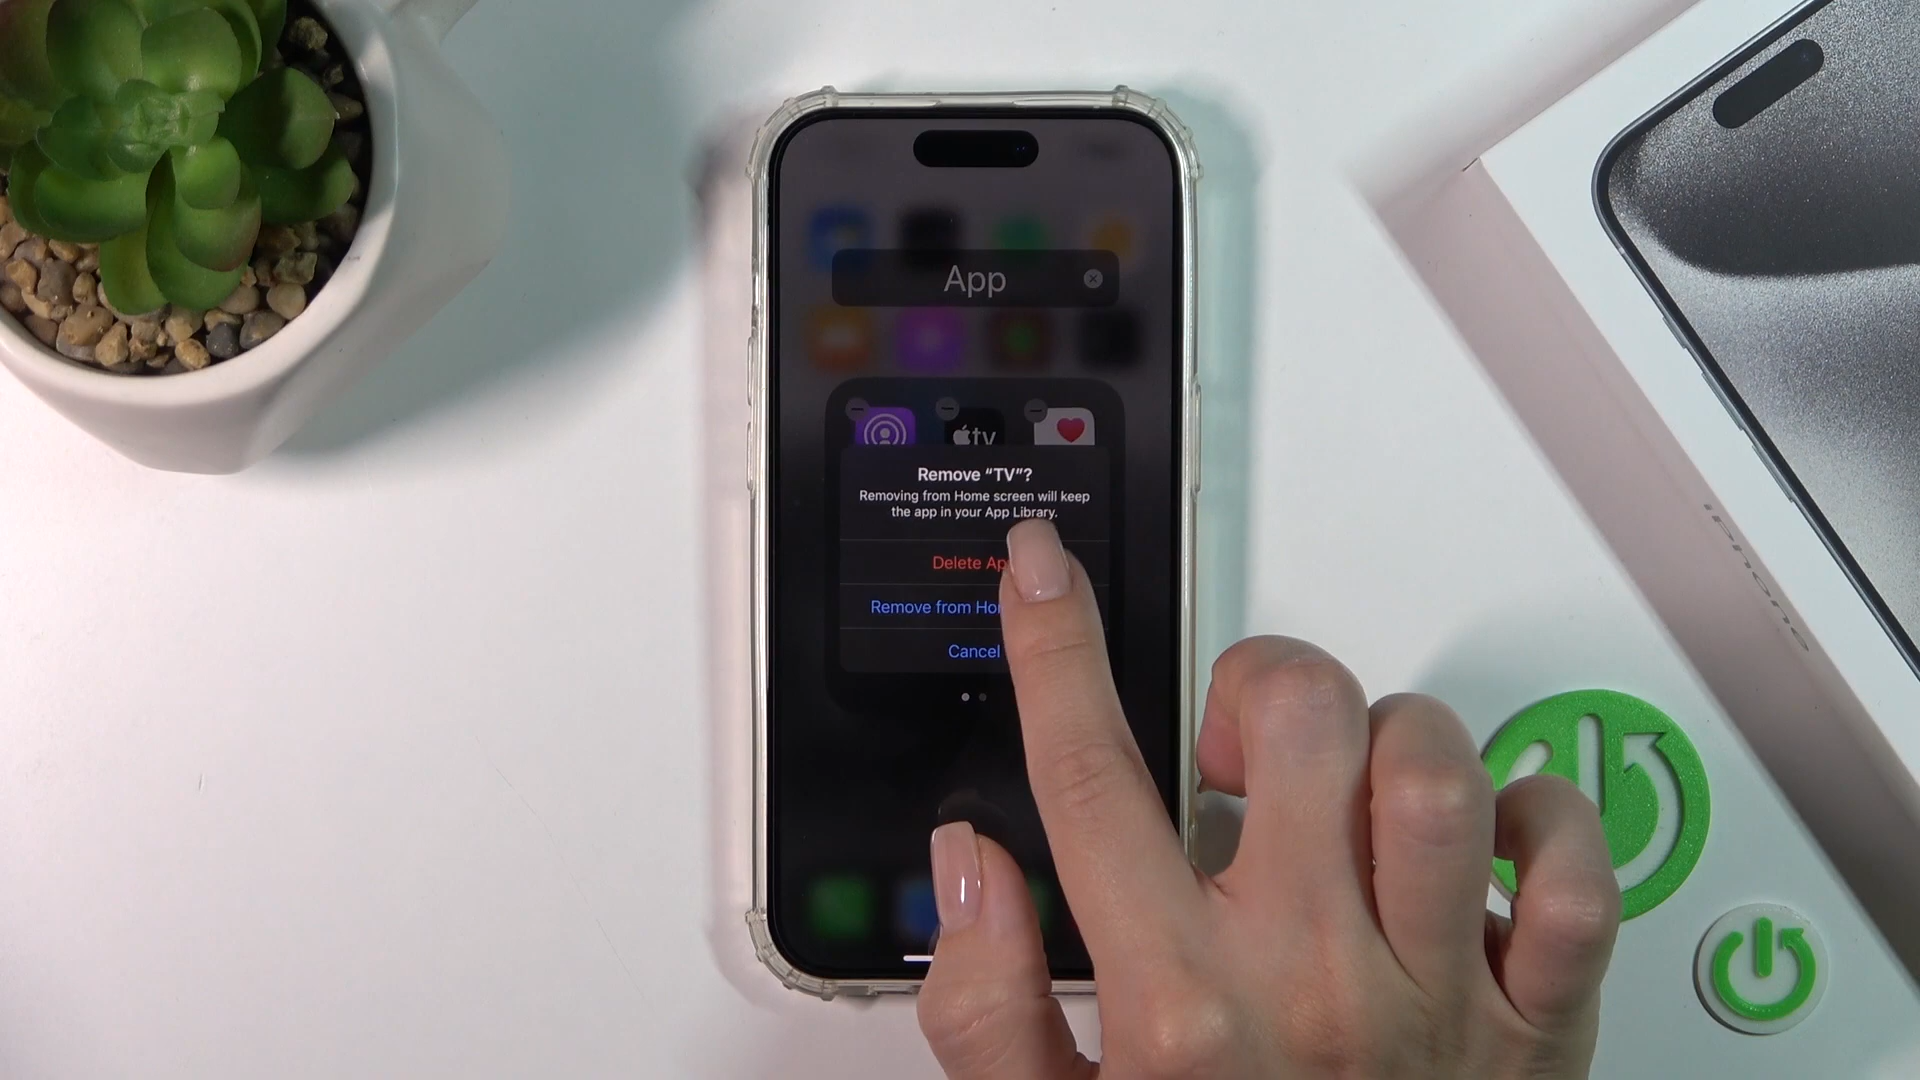 App
tv
Remove “TV”?
Removing from Home screen will keep
the app in your App Library.
Delete Ap
Remove from Ho
Cancel
iPhone